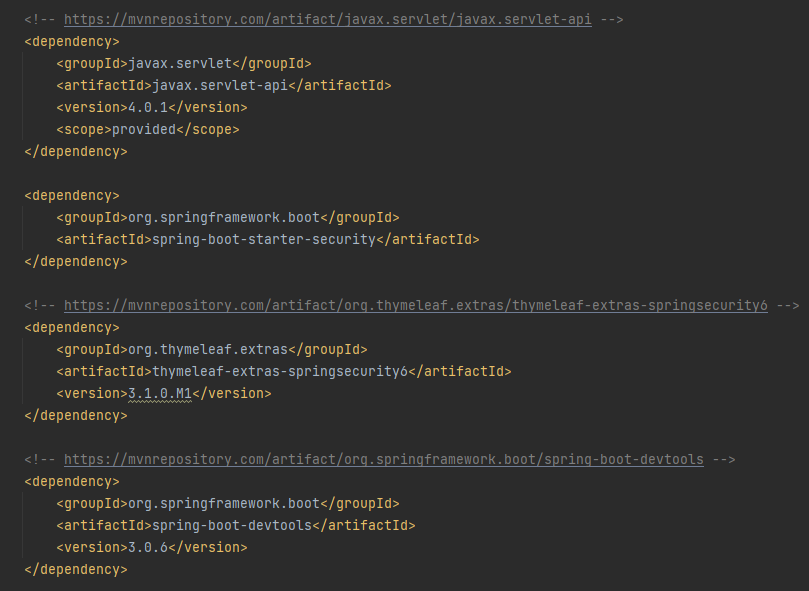 <!-- https://mvnrepository.com/artifact/javax.servlet/javax.servlet-api -->
<dependency>
    <groupId>javax.servlet</groupId>
    <artifactId>javax.servlet-api</artifactId>
    <version>4.0.1</version>
    <scope>provided</scope>
</dependency>

<dependency>
    <groupId>org.springframework.boot</groupId>
    <artifactId>spring-boot-starter-security</artifactId>
</dependency>

<!-- https://mvnrepository.com/artifact/org.thymeleaf.extras/thymeleaf-extras-springsecurity6 -->
<dependency>
    <groupId>org.thymeleaf.extras</groupId>
    <artifactId>thymeleaf-extras-springsecurity6</artifactId>
    <version>3.1.0.M1</version>
</dependency>

<!-- https://mvnrepository.com/artifact/org.springframework.boot/spring-boot-devtools -->
<dependency>
    <groupId>org.springframework.boot</groupId>
    <artifactId>spring-boot-devtools</artifactId>
    <version>3.0.6</version>
</dependency>